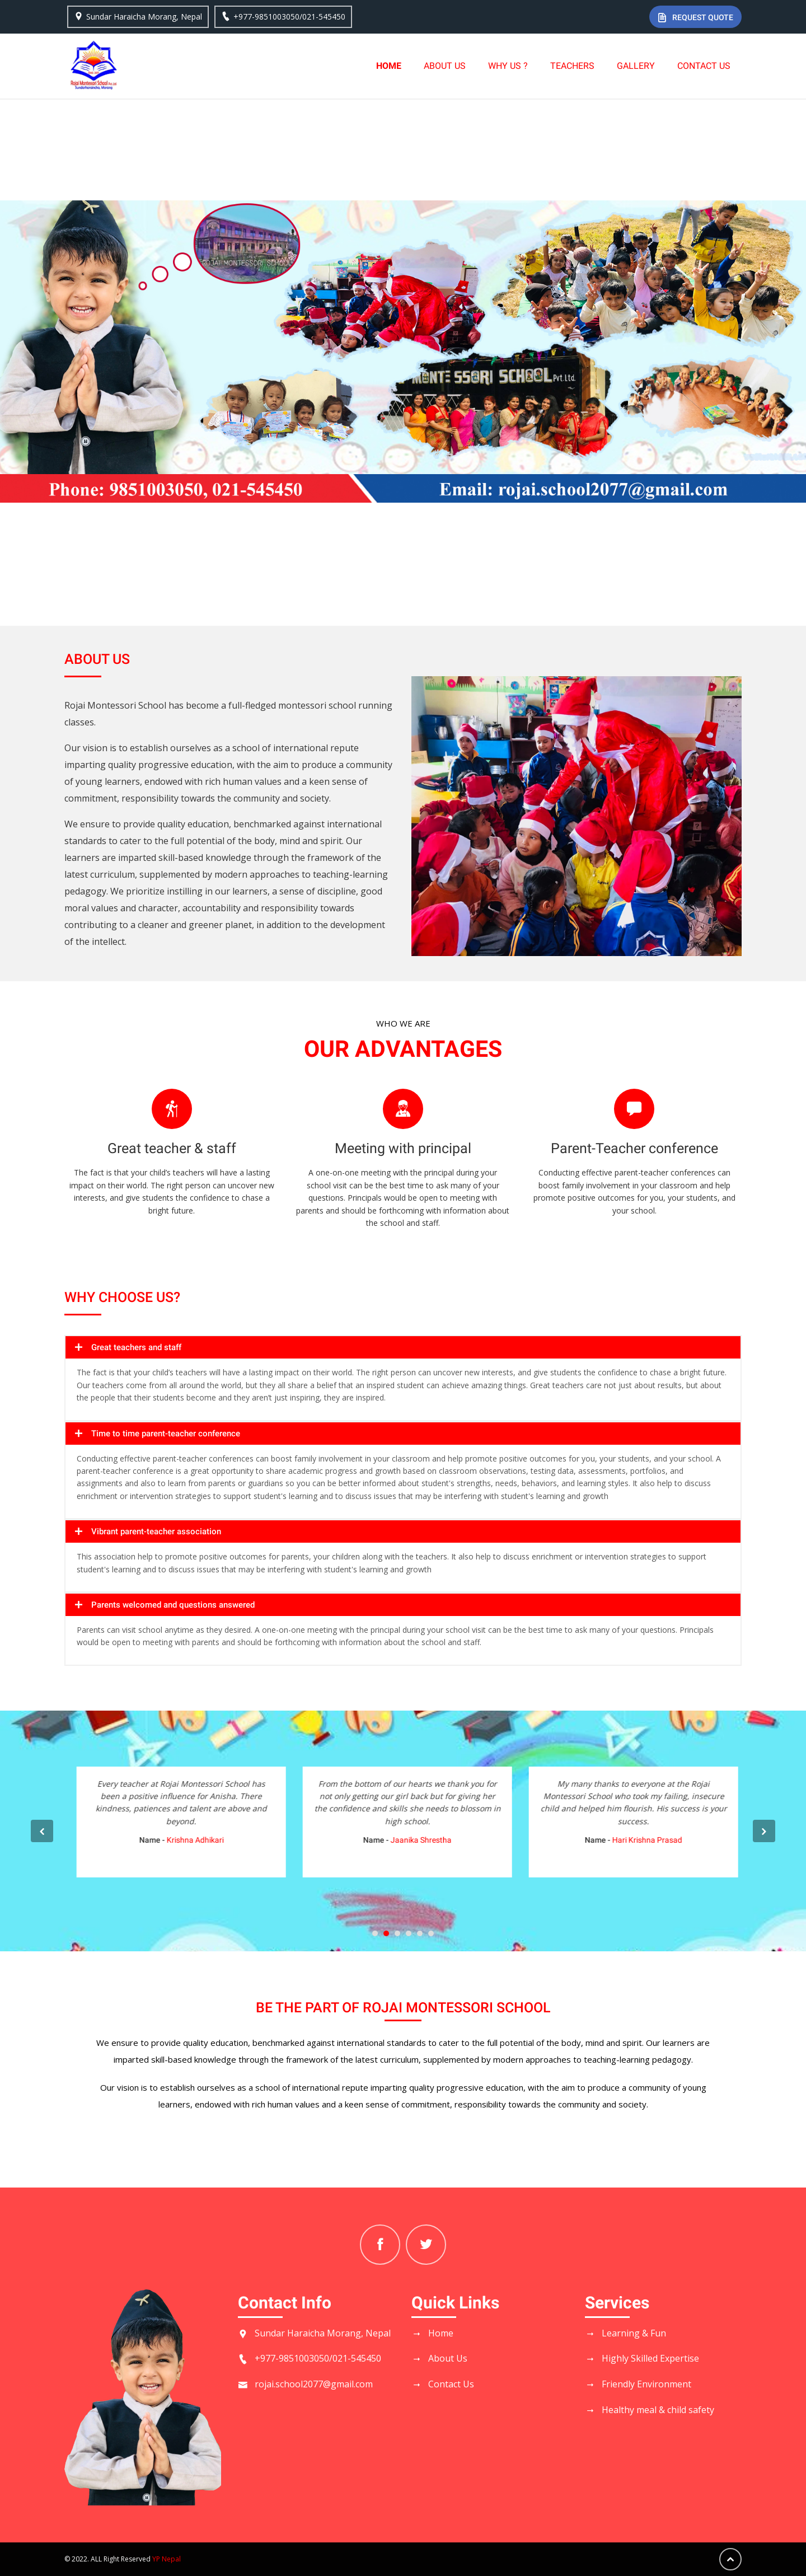 Sundar Haraicha Morang, Nepal
+977-9851003050/021-545450
REQUEST QUOTE
Rojai Montessori School Pvt. Ltd.
Sundarharaicha, Morang
HOME
ABOUT US
WHY US ?
TEACHERS
GALLERY
CONTACT US
ROJAI MONTESSORI SCHOOL
MONTESSORI SCHOOL Pvt.Ltd.
Phone: 9851003050, 021-545450
Email: rojai.school2077@gmail.com
ABOUT US
Rojai Montessori School has become a full-fledged montessori school running
classes.
Our vision is to establish ourselves as a school of international repute
imparting quality progressive education, with the aim to produce a community
of young learners, endowed with rich human values and a keen sense of
commitment, responsibility towards the community and society.
We ensure to provide quality education, benchmarked against international
standards to cater to the full potential of the body, mind and spirit. Our
learners are imparted skill-based knowledge through the framework of the
latest curriculum, supplemented by modern approaches to teaching-learning
pedagogy. We prioritize instilling in our learners, a sense of discipline, good
moral values and character, accountability and responsibility towards
contributing to a cleaner and greener planet, in addition to the development
of the intellect.
WHO WE ARE
OUR ADVANTAGES
Great teacher & staff
The fact is that your child's teachers will have a lasting
impact on their world. The right person can uncover new
interests, and give students the confidence to chase a
bright future.
Meeting with principal
A one-on-one meeting with the principal during your
school visit can be the best time to ask many of your
questions. Principals would be open to meeting with
parents and should be forthcoming with information about
the school and staff.
Parent-Teacher conference
Conducting effective parent-teacher conferences can
boost family involvement in your classroom and help
promote positive outcomes for you, your students, and
your school.
WHY CHOOSE US?
Great teachers and staff
The fact is that your child's teachers will have a lasting impact on their world. The right person can uncover new interests, and give students the confidence to chase a bright future.
Our teachers come from all around the world, but they all share a belief that an inspired student can achieve amazing things. Great teachers care not just about results, but about
the people that their students become and they aren't just inspiring, they are inspired.
Time to time parent-teacher conference
Conducting effective parent-teacher conferences can boost family involvement in your classroom and help promote positive outcomes for you, your students, and your school. A
parent-teacher conference is a great opportunity to share academic progress and growth based on classroom observations, testing data, assessments, portfolios, and
assignments and also to learn from parents or guardians so you can be better informed about student's strengths, needs, behaviors, and learning styles. It also help to discuss
enrichment or intervention strategies to support student's learning and to discuss issues that may be interfering with student's learning and growth
Vibrant parent-teacher association
This association help to promote positive outcomes for parents, your children along with the teachers. It also help to discuss enrichment or intervention strategies to support
student's learning and to discuss issues that may be interfering with student's learning and growth
Parents welcomed and questions answered
Parents can visit school anytime as they desired. A one-on-one meeting with the principal during your school visit can be the best time to ask many of your questions. Principals
would be open to meeting with parents and should be forthcoming with information about the school and staff.
Every teacher at Rojai Montessori School has
been a positive influence for Anisha. There
kindness, patiences and talent are above and
beyond.
Name - Krishna Adhikari
From the bottom of our hearts we thank you for
not only getting our girl back but for giving her
the confidence and skills she needs to blossom in
high school.
Name - Jaanika Shrestha
My many thanks to everyone at the Rojai
Montessori School who took my failing, insecure
child and helped him flourish. His success is your
success.
Name - Hari Krishna Prasad
BE THE PART OF ROJAI MONTESSORI SCHOOL
We ensure to provide quality education, benchmarked against international standards to cater to the full potential of the body, mind and spirit. Our learners are
imparted skill-based knowledge through the framework of the latest curriculum, supplemented by modern approaches to teaching-learning pedagogy.
Our vision is to establish ourselves as a school of international repute imparting quality progressive education, with the aim to produce a community of young
learners, endowed with rich human values and a keen sense of commitment, responsibility towards the community and society.
Contact Info
Sundar Haraicha Morang, Nepal
+977-9851003050/021-545450
rojai.school2077@gmail.com
Quick Links
Home
About Us
Contact Us
Services
Learning & Fun
Highly Skilled Expertise
Friendly Environment
Healthy meal & child safety
© 2022. ALL Right Reserved YP Nepal